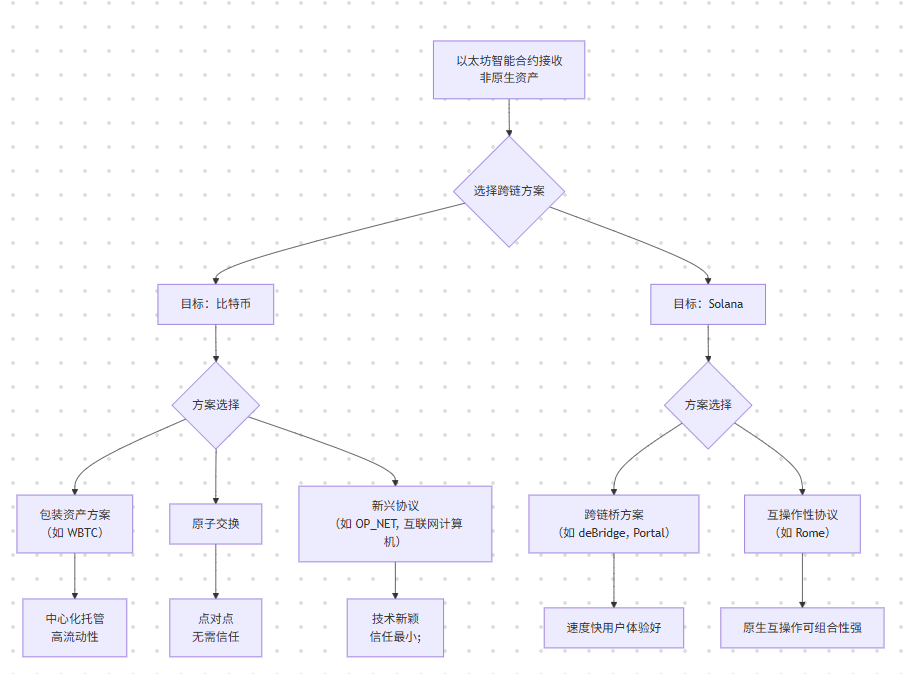 以太坊智能合约接收
非原生资产
选择跨链方案
目标：比特币
目标：Solana
方案选择
方案选择
包装资产方案
（如 WBTC）
原子交换
新兴协议
（如 OP_NET, 互联网计算
机）
跨链桥方案
（如 deBridge，Portal）
互操作性协议
（如 Rome）
中心化托管
高流动性
点对点
无需信任
技术新颖
信任最小;
速度快用户体验好
原生互操作可组合性强